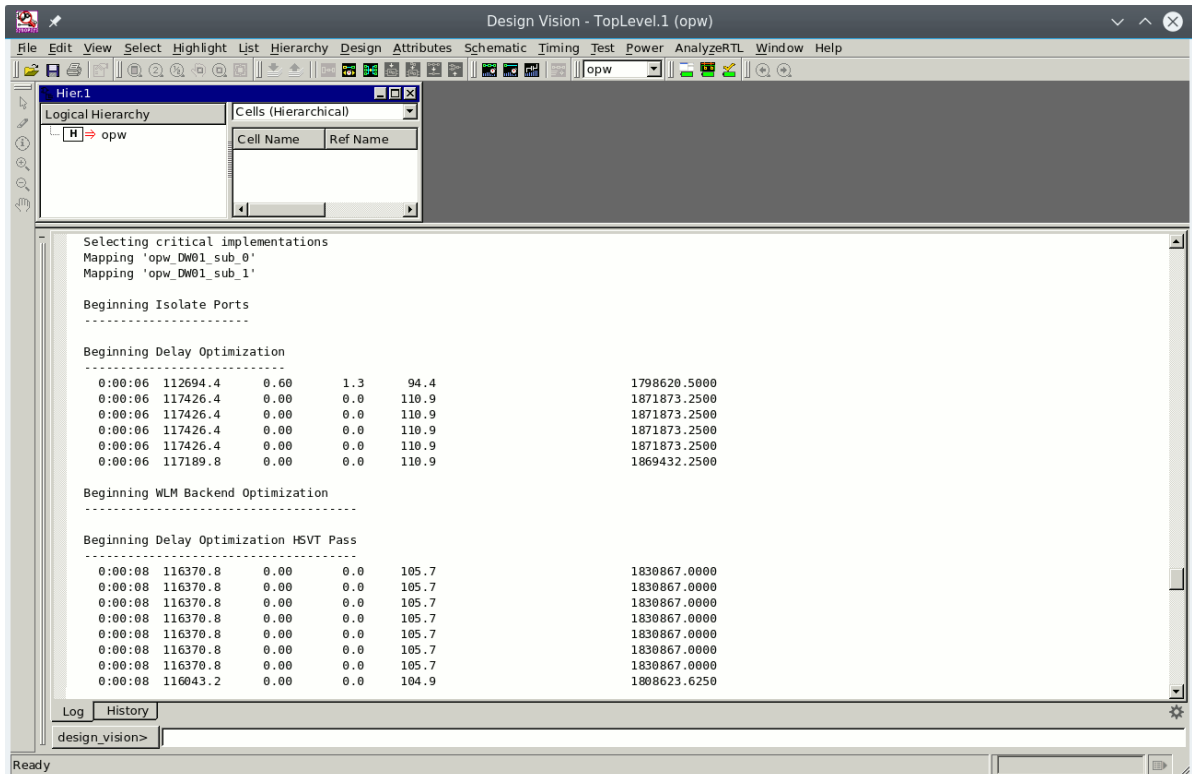 Design Vision - TopLevel.1 (opw)
File Edit View Select Highlight List Hierarchy Design Attributes Schematic Timing Test Power AnalyzeRTL Window Help
opw
Hier.1
Logical Hierarchy
Cells (Hierarchical)
H opw
Cell Name Ref Name
Selecting critical implementations
Mapping 'opw_DW01_sub_0'
Mapping 'opw_DW01_sub_1'
Beginning Isolate Ports
-----------------------
Beginning Delay Optimization
----------------------------
0:00:06 112694.4 0.60 1.3 94.4 1798620.5000
0:00:06 117426.4 0.00 0.0 110.9 1871873.2500
0:00:06 117426.4 0.00 0.0 110.9 1871873.2500
0:00:06 117426.4 0.00 0.0 110.9 1871873.2500
0:00:06 117426.4 0.00 0.0 110.9 1871873.2500
0:00:06 117189.8 0.00 0.0 110.9 1869432.2500
Beginning WLM Backend Optimization
--------------------------------------
Beginning Delay Optimization HSVT Pass
--------------------------------------
0:00:08 116370.8 0.00 0.0 105.7 1830867.0000
0:00:08 116370.8 0.00 0.0 105.7 1830867.0000
0:00:08 116370.8 0.00 0.0 105.7 1830867.0000
0:00:08 116370.8 0.00 0.0 105.7 1830867.0000
0:00:08 116370.8 0.00 0.0 105.7 1830867.0000
0:00:08 116370.8 0.00 0.0 105.7 1830867.0000
0:00:08 116370.8 0.00 0.0 105.7 1830867.0000
0:00:08 116043.2 0.00 0.0 104.9 1808623.6250
Log History
design_vision>
Ready